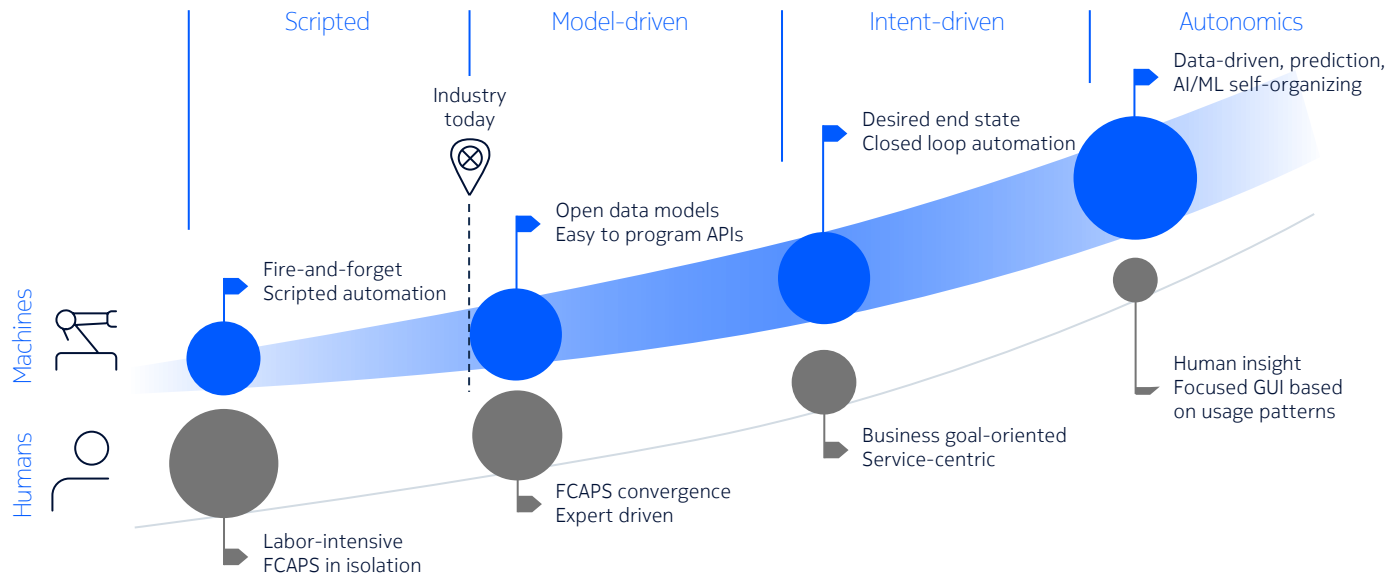 Scripted
Model-driven
Intent-driven
Autonomics
Industry
today
Data-driven, prediction,
AI/ML self-organizing
Desired end state
Closed loop automation
Open data models
Easy to program APIs
Fire-and-forget
Scripted automation
Machines
Humans
Labor-intensive
FCAPS in isolation
FCAPS convergence
Expert driven
Business goal-oriented
Service-centric
Human insight
Focused GUI based
on usage patterns